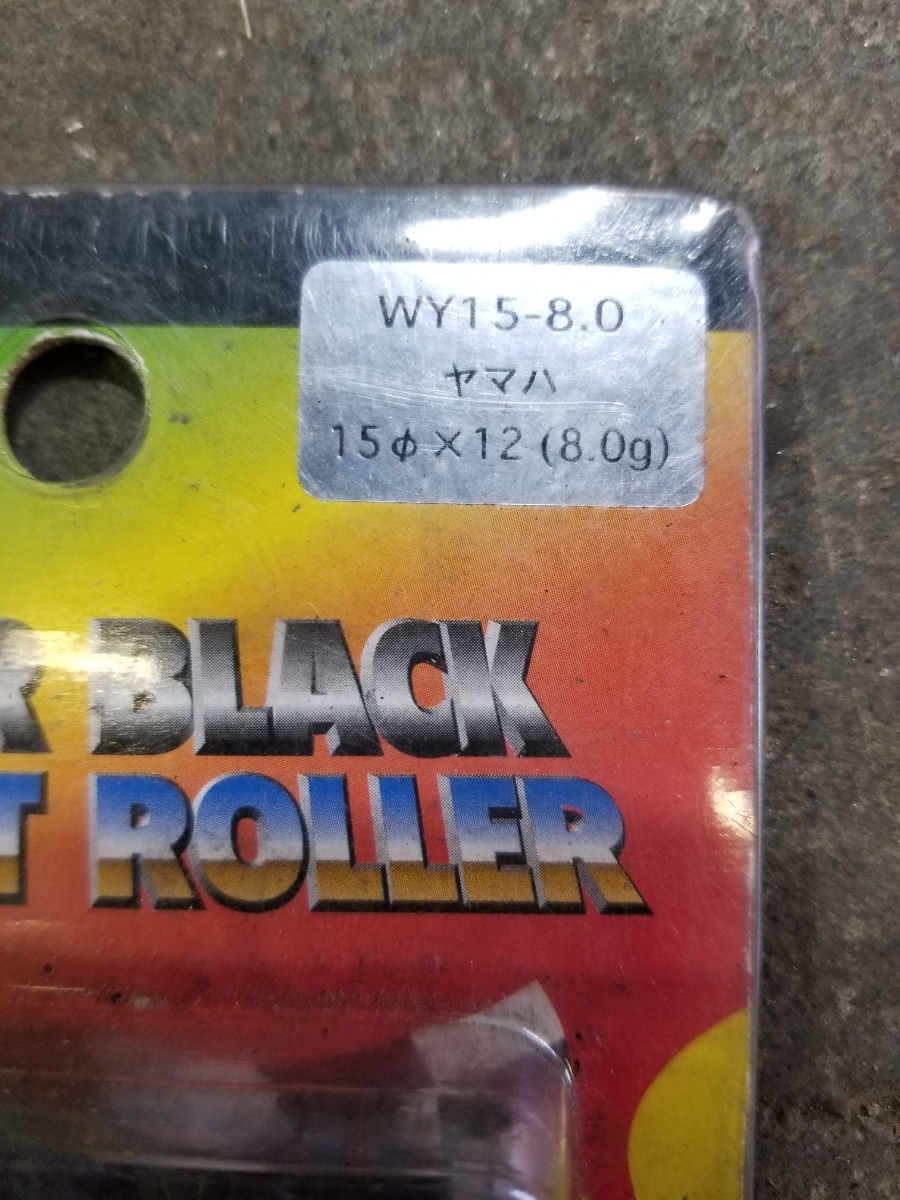 WY15-8.0
ヤマハ
15φ×12 (8.0g)
R BLACK
T ROLLER